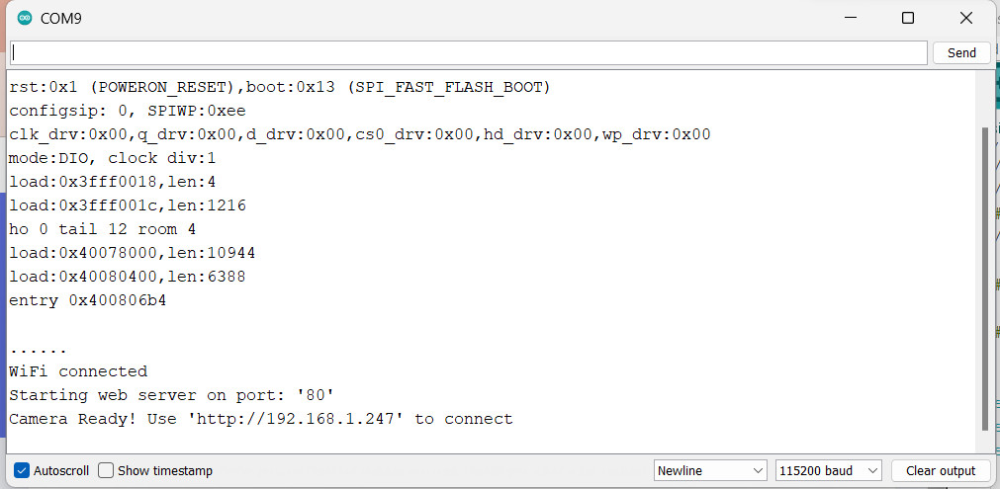 COM9
Send
rst:0x1 (POWERON_RESET),boot:0x13 (SPI_FAST_FLASH_BOOT)
configsip: 0, SPIWP:0xee
clk_drv:0x00,q_drv:0x00,d_drv:0x00,cs0_drv:0x00,hd_drv:0x00,wp_drv:0x00
mode:DIO, clock div:1
load:0x3fff0018,len:4
load:0x3fff001c,len:1216
ho 0 tail 12 room 4
load:0x40078000,len:10944
load:0x40080400,len:6388
entry 0x400806b4
......
WiFi connected
Starting web server on port: '80'
Camera Ready! Use 'http://192.168.1.247' to connect
Autoscroll Show timestamp Newline 115200 baud Clear output